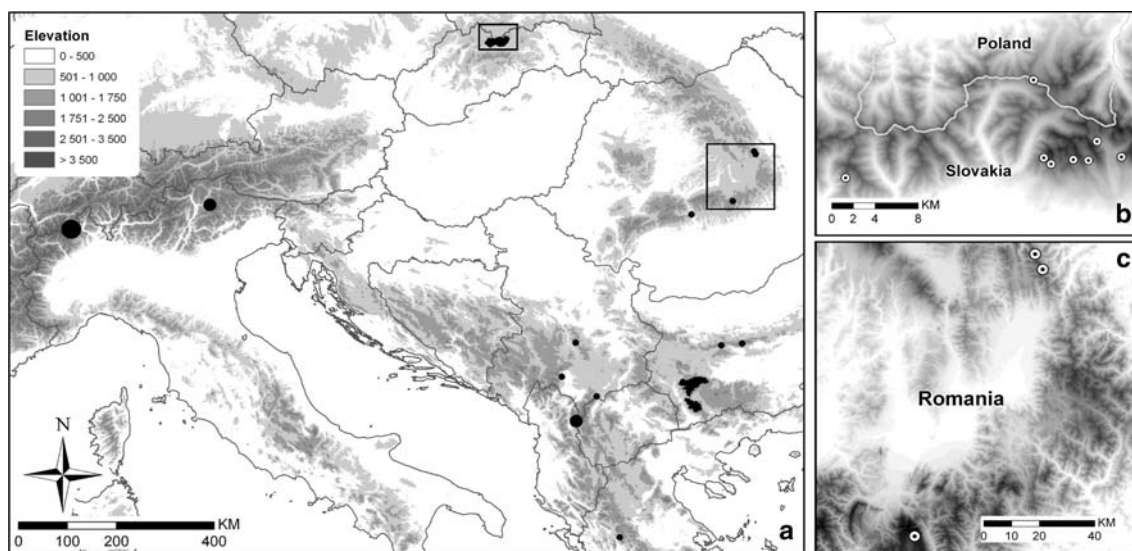 Elevation
0 - 500
501 - 1 000
1 001 - 1 750
1 751 - 2 500
2 501 - 3 500
> 3 500
N
KM
0 100 200 400
a
Poland
Slovakia
KM
0 2 4 8
b
c
Romania
KM
0 20 40